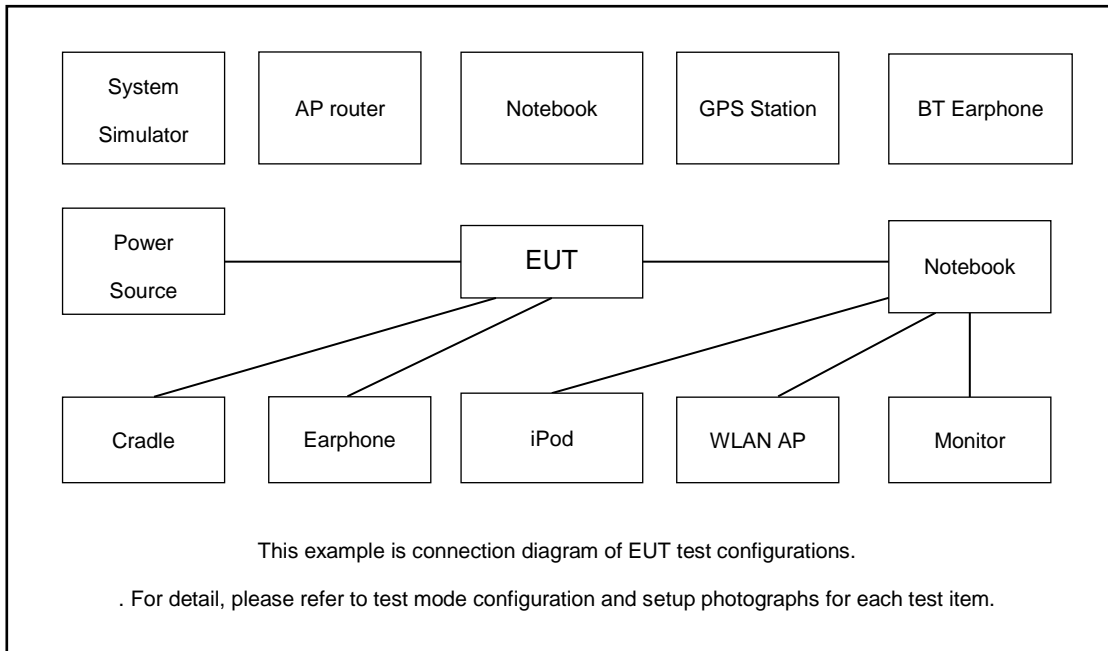 System
Simulator
AP router
Notebook
GPS Station
BT Earphone
Power
Source
EUT
Notebook
Cradle
Earphone
iPod
WLAN AP
Monitor
This example is connection diagram of EUT test configurations.
. For detail, please refer to test mode configuration and setup photographs for each test item.